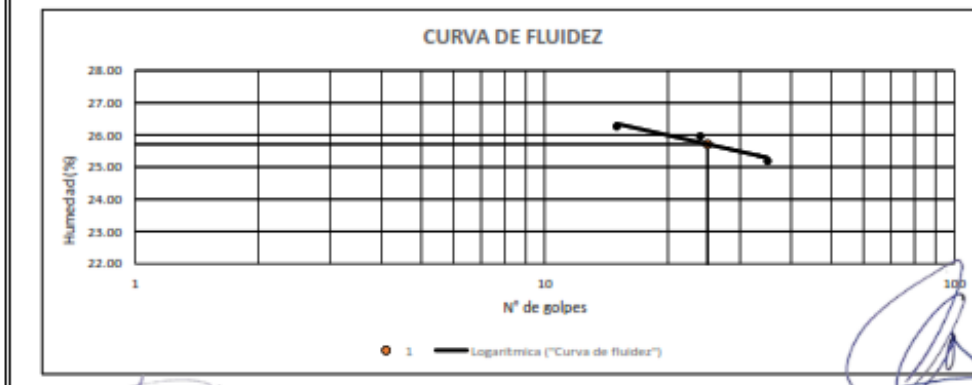 CURVA DE FLUIDEZ
28.00
27.00
26.00
25.00
24.00
23.00
22.00
Humedad (%)
1
10
100
N° de golpes
1
Logaritmica ("Curva de fluidez")